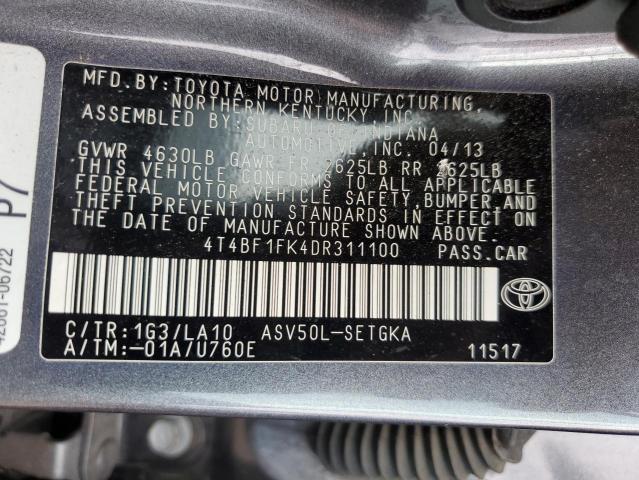 MFD.BY:TOYOTA MOTOR MANUFACTURING,
NORTHERN KENTUCKY,INC.
ASSEMBLED BY:SUBARU OF INDIANA
AUTOMOTIVE,INC. 04/13
GVWR 4630LB GAWR FR 2625LB RR 2625LB
THIS VEHICLE CONFORMS TO ALL APPLICABLE
FEDERAL MOTOR VEHICLE SAFETY,BUMPER,AND
THEFT PREVENTION STANDARDS IN EFFECT ON
THE DATE OF MANUFACTURE SHOWN ABOVE.
4T4BF1FK4DR311100 PASS.CAR
C/TR:1G3/LA10 ASV50L-SETGKA
A/TM:-01A/U760E 11517
P7
42661-06722